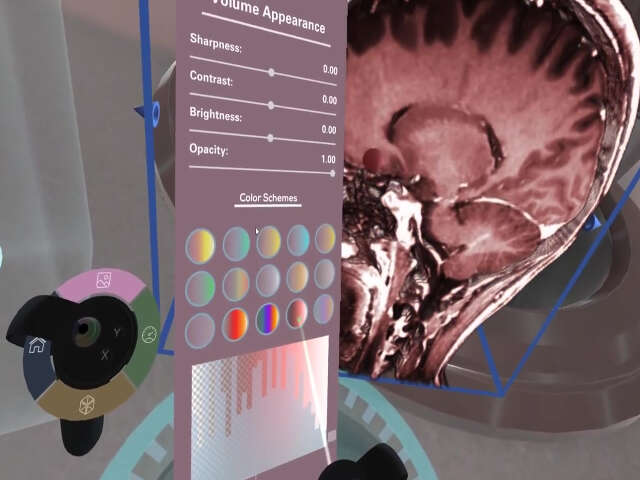 Volume Appearance
Sharpness:
0.00
Contrast:
0.00
Brightness:
0.00
Opacity:
1.00
Color Schemes
Y
X